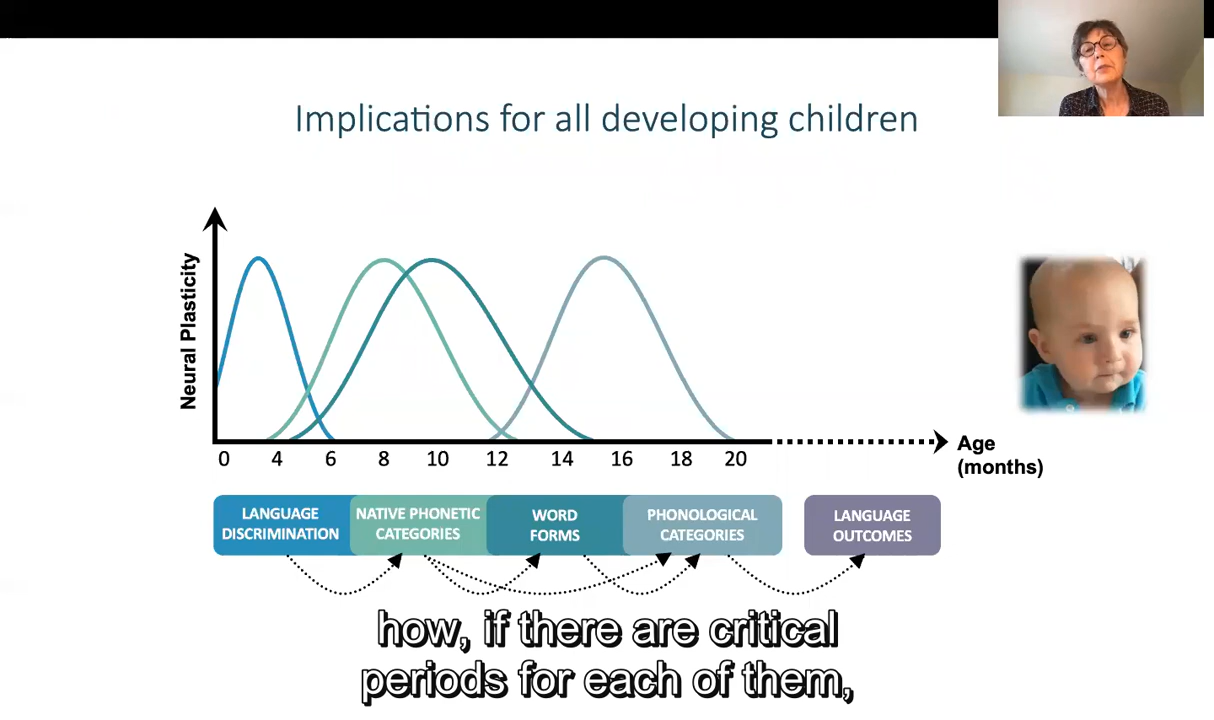 Implications for all developing children
Neural Plasticity
0 4 6 8 10 12 14 16 18 20
Age
(months)
LANGUAGE
DISCRIMINATION
NATIVE PHONETIC
CATEGORIES
WORD
FORMS
PHONOLOGICAL
CATEGORIES
LANGUAGE
OUTCOMES
how, if there are critical
periods for each of them,